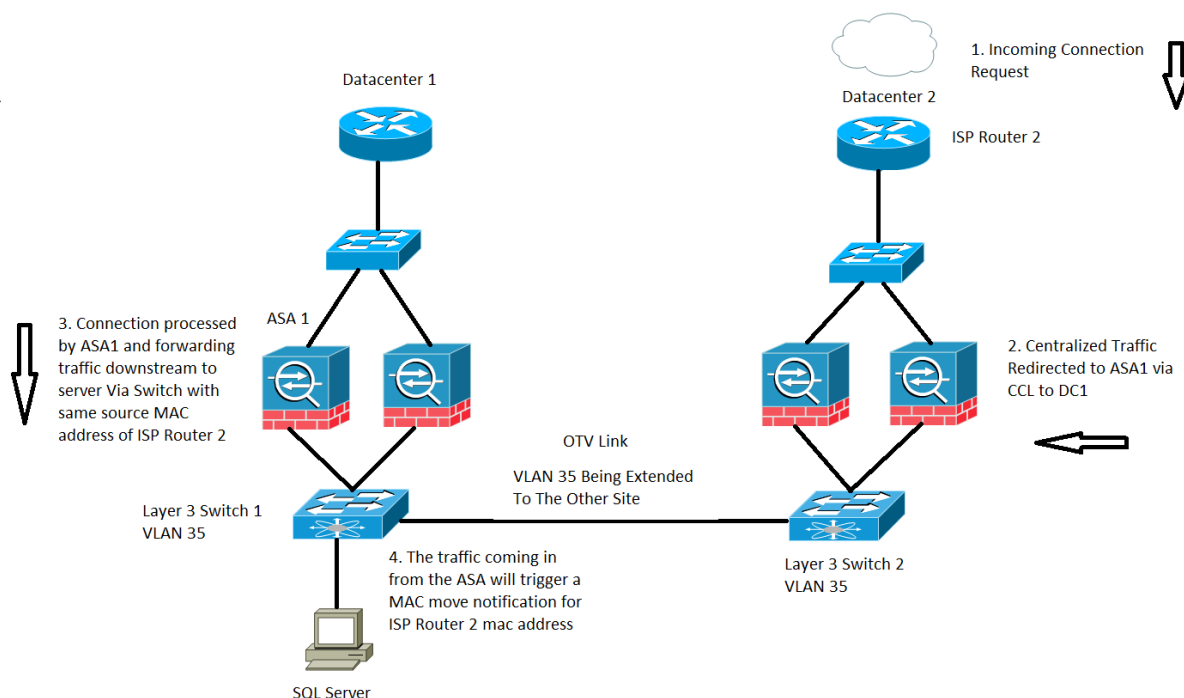 1. Incoming Connection
Request
Datacenter 1
Datacenter 2
ISP Router 2
3. Connection processed
by ASA1 and forwarding
traffic downstream to
server Via Switch with
same source MAC
address of ISP Router 2
ASA 1
2. Centralized Traffic
Redirected to ASA1 via
CCL to DC1
OTV Link
VLAN 35 Being Extended
To The Other Site
Layer 3 Switch 1
VLAN 35
4. The traffic coming in
from the ASA will trigger a
MAC move notification for
ISP Router 2 mac address
Layer 3 Switch 2
VLAN 35
SQL Server